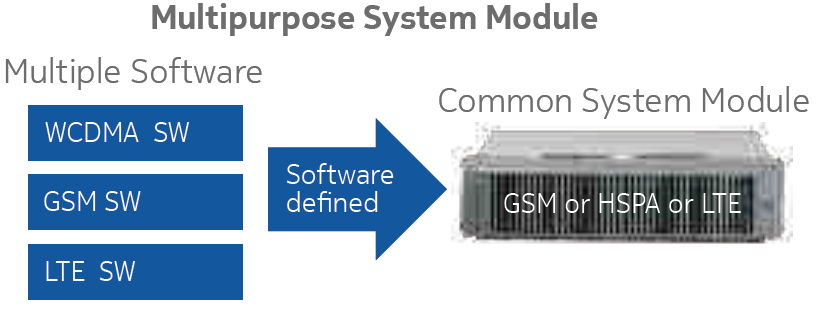 Multipurpose System Module
Multiple Software
WCDMA SW
GSM SW
LTE SW
Software
defined
Common System Module
GSM or HSPA or LTE